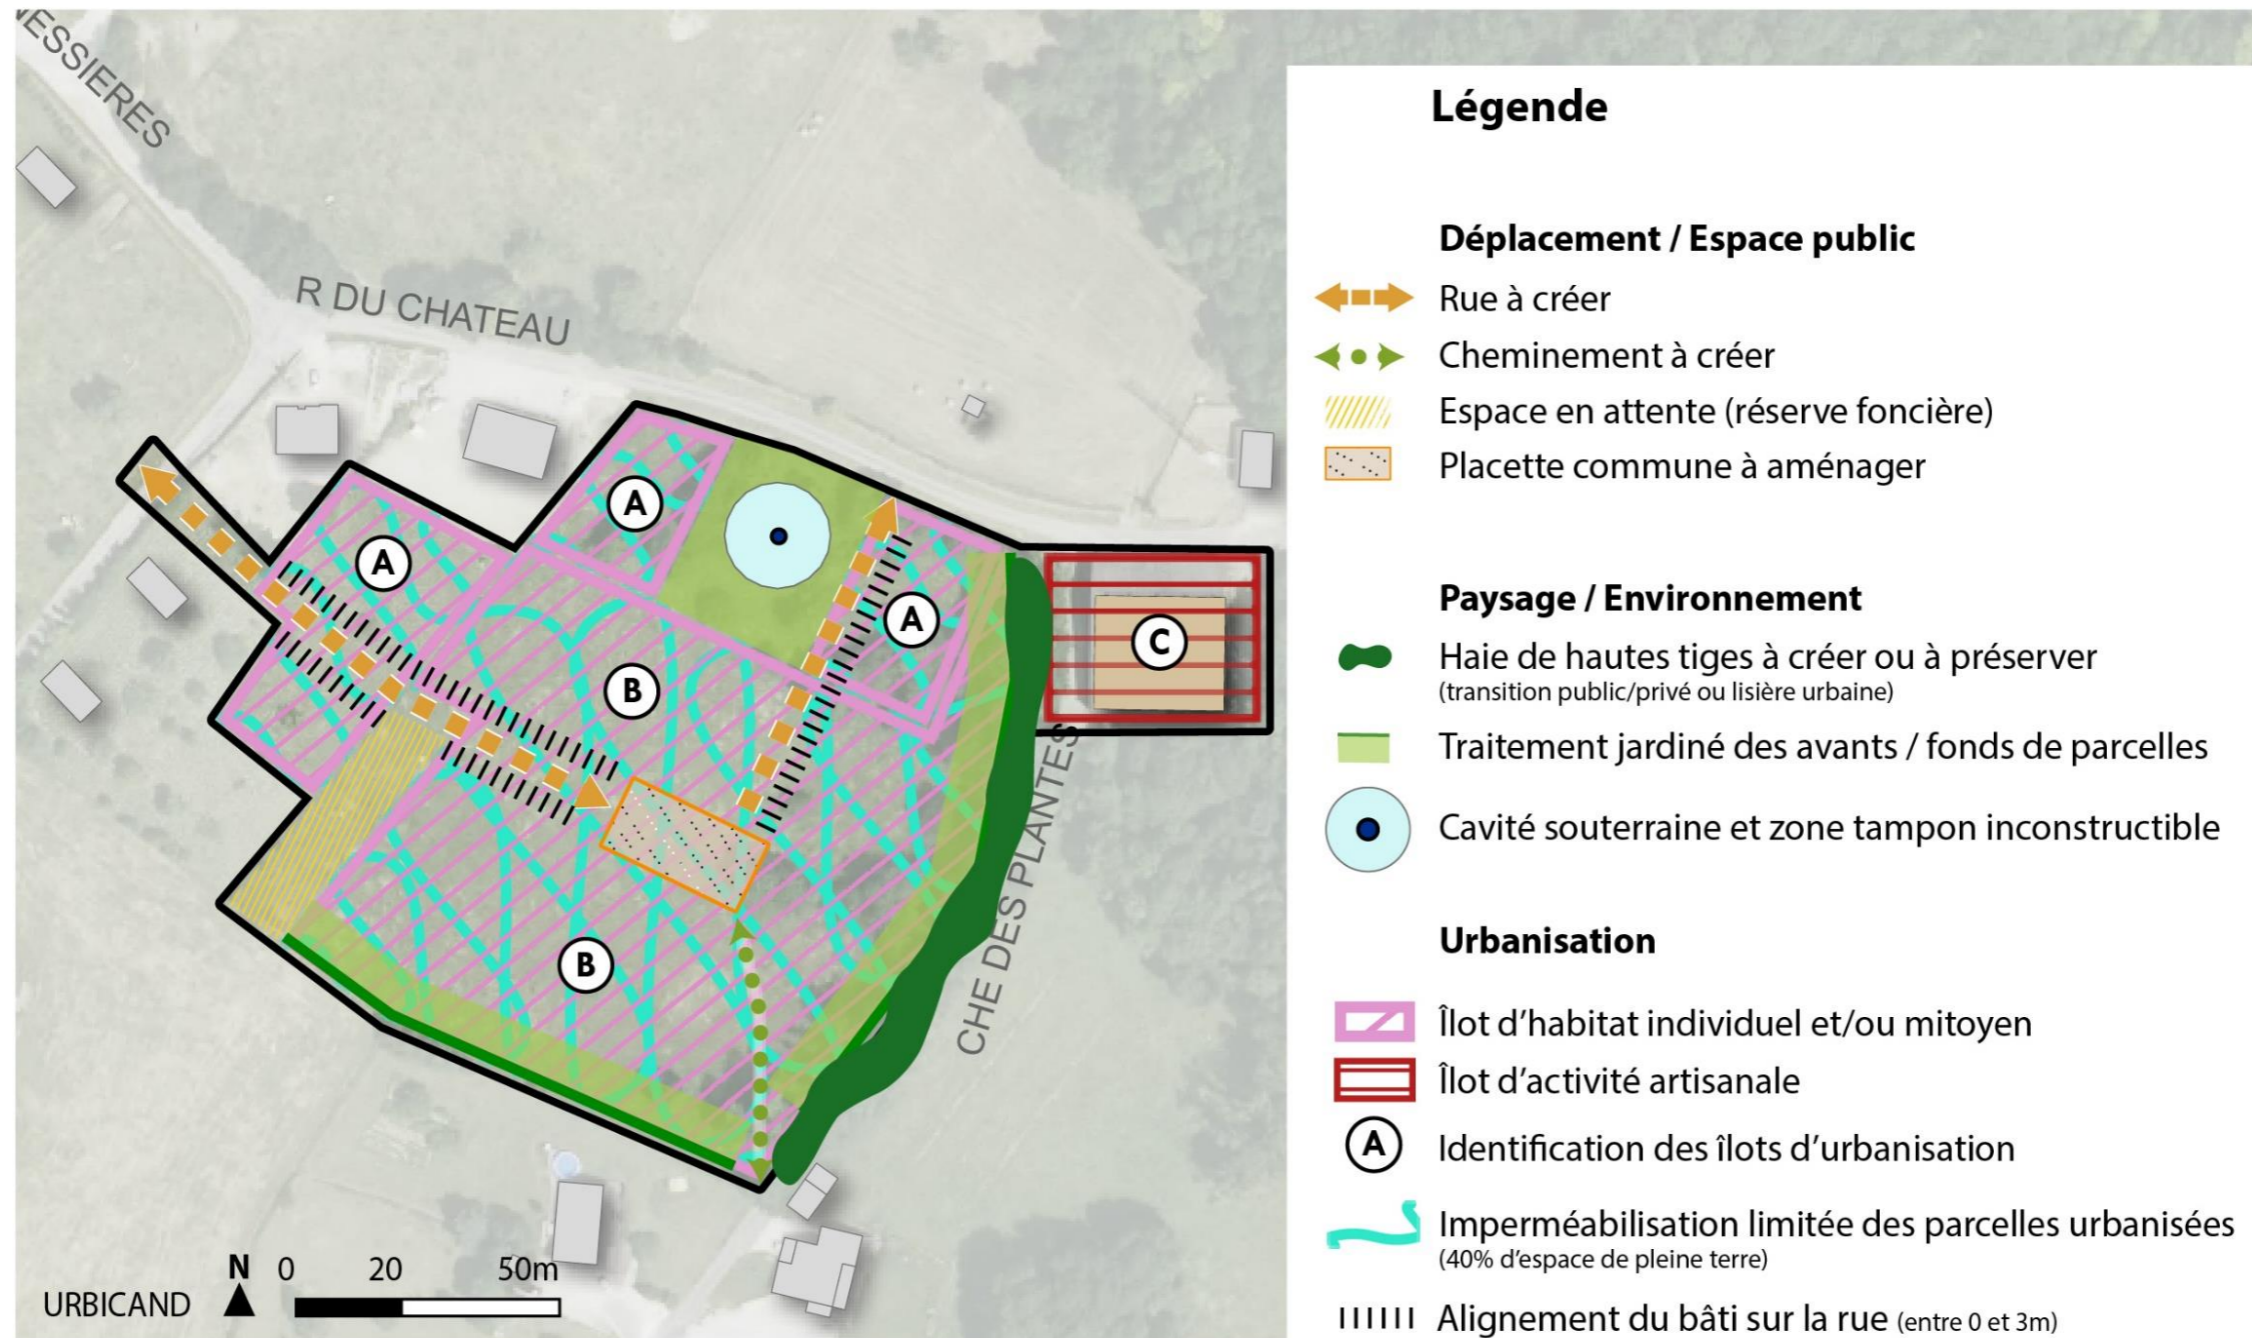 NESSIERES
R DU CHATEAU
A
A
A
B
B
C
CHE DES PLANTES
N 0 20 50m
URBICAND
Légende
Déplacement / Espace public
Rue à créer
Cheminement à créer
Espace en attente (réserve foncière)
Placette commune à aménager
Paysage / Environnement
Haie de hautes tiges à créer ou à préserver
(transition public/privé ou lisière urbaine)
Traitement jardiné des avants / fonds de parcelles
Cavité souterraine et zone tampon inconstructible
Urbanisation
Îlot d'habitat individuel et/ou mitoyen
Îlot d'activité artisanale
A Identification des îlots d'urbanisation
Imperméabilisation limitée des parcelles urbanisées
(40% d'espace de pleine terre)
Alignement du bâti sur la rue (entre 0 et 3m)